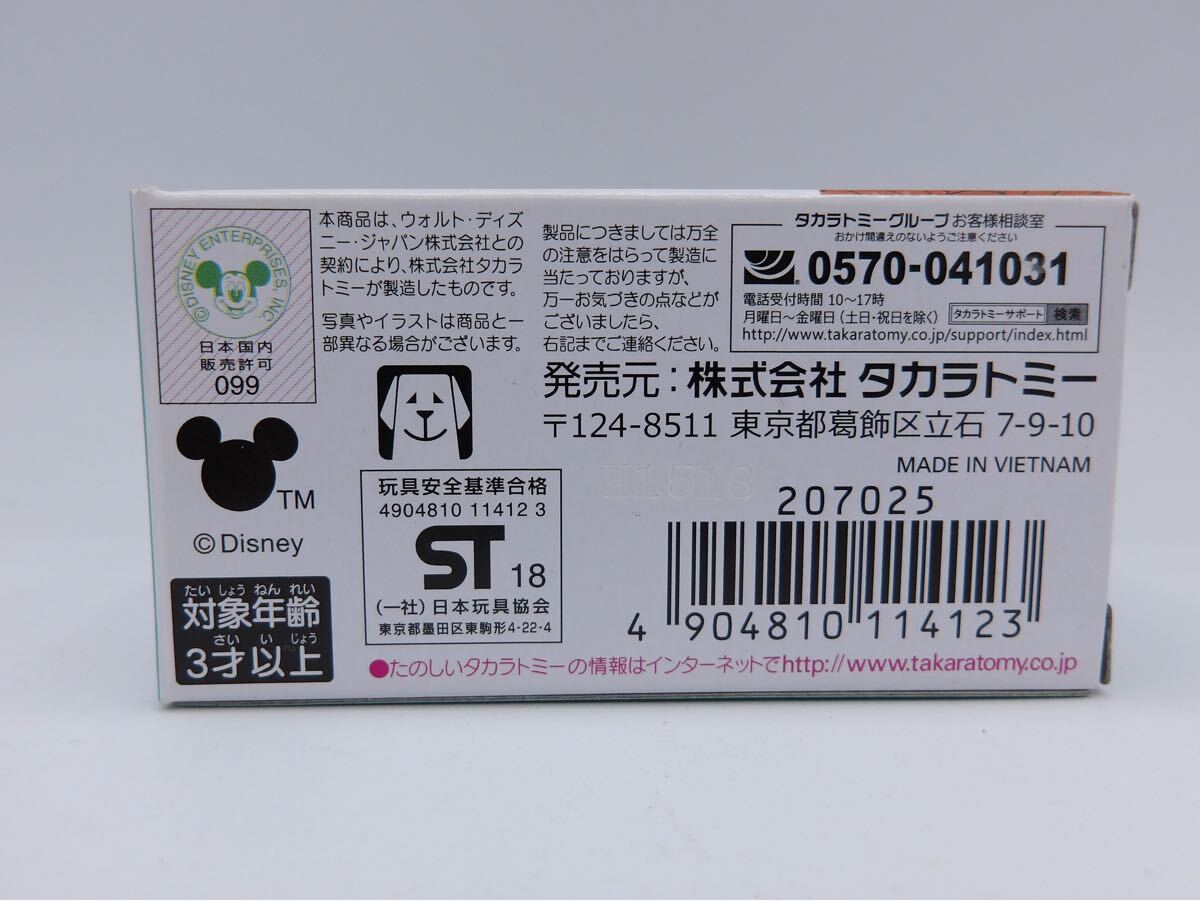 © DISNEY ENTERPRISES, INC.
日本国内
販売許可
099
TM
© Disney
たい しょう ねん れい
対象年齢
さい い じょう
3才以上
本商品は、ウォルト・ディズ
ニー・ジャパン株式会社との
契約により、株式会社タカラ
トミーが製造したものです。
写真やイラストは商品と一
部異なる場合がございます。
玩具安全基準合格
4904810 11412 3
ST 18
(一社)日本玩具協会
東京都墨田区東駒形4-22-4
製品につきましては万全
の注意をはらって製造に
当たっておりますが、
万一お気づきの点などが
ございましたら、
右記までご連絡ください。
タカラトミーグループ お客様相談室
おかけ間違えのないようご注意ください
0570-041031
電話受付時間 10〜17時
月曜日〜金曜日(土日・祝日を除く) タカラトミーサポート 検索
http://www.takaratomy.co.jp/support/index.html
発売元:株式会社 タカラトミー
〒124-8511 東京都葛飾区立石 7-9-10
MADE IN VIETNAM
H1518
207025
4 904810 114123
●たのしいタカラトミーの情報はインターネットでhttp://www.takaratomy.co.jp